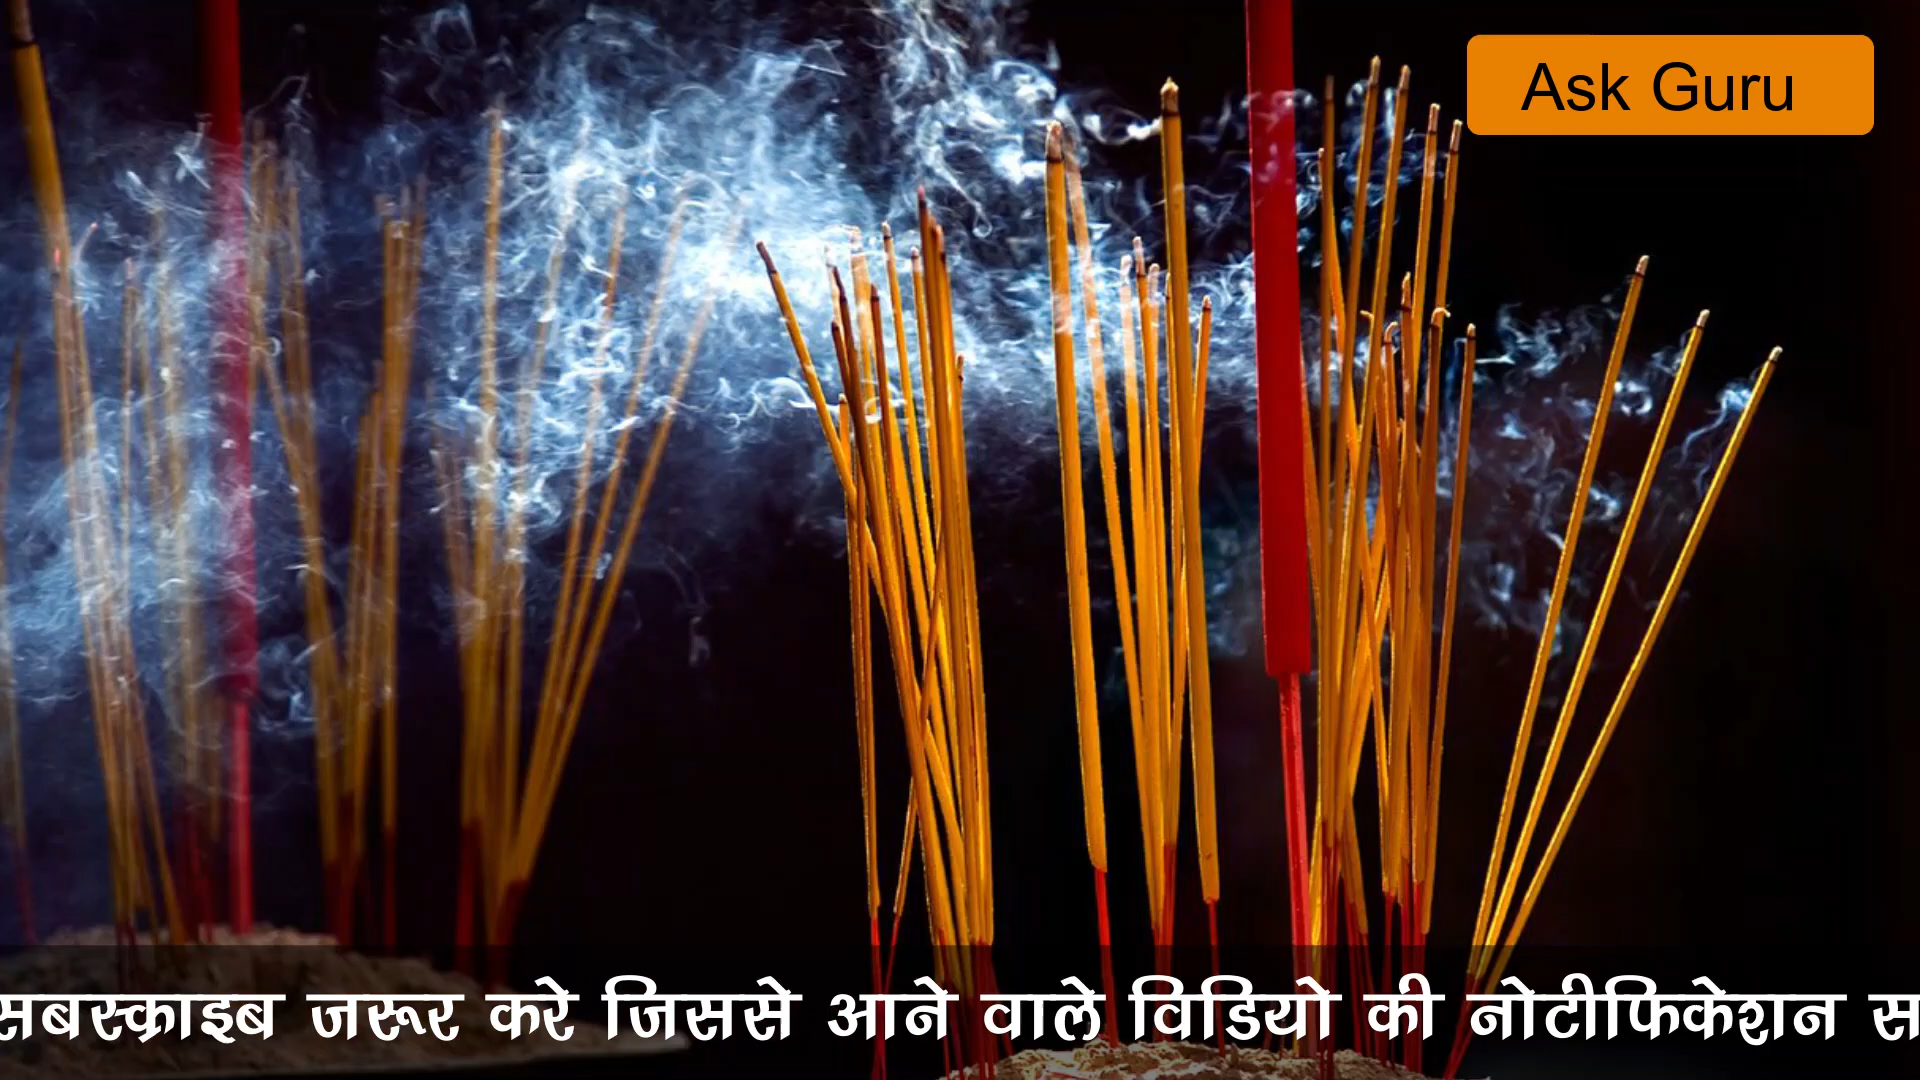 Ask Guru
सबस्क्राइब जरूर करे जिससे आने वाले विडियो की नोटीफिकेशन